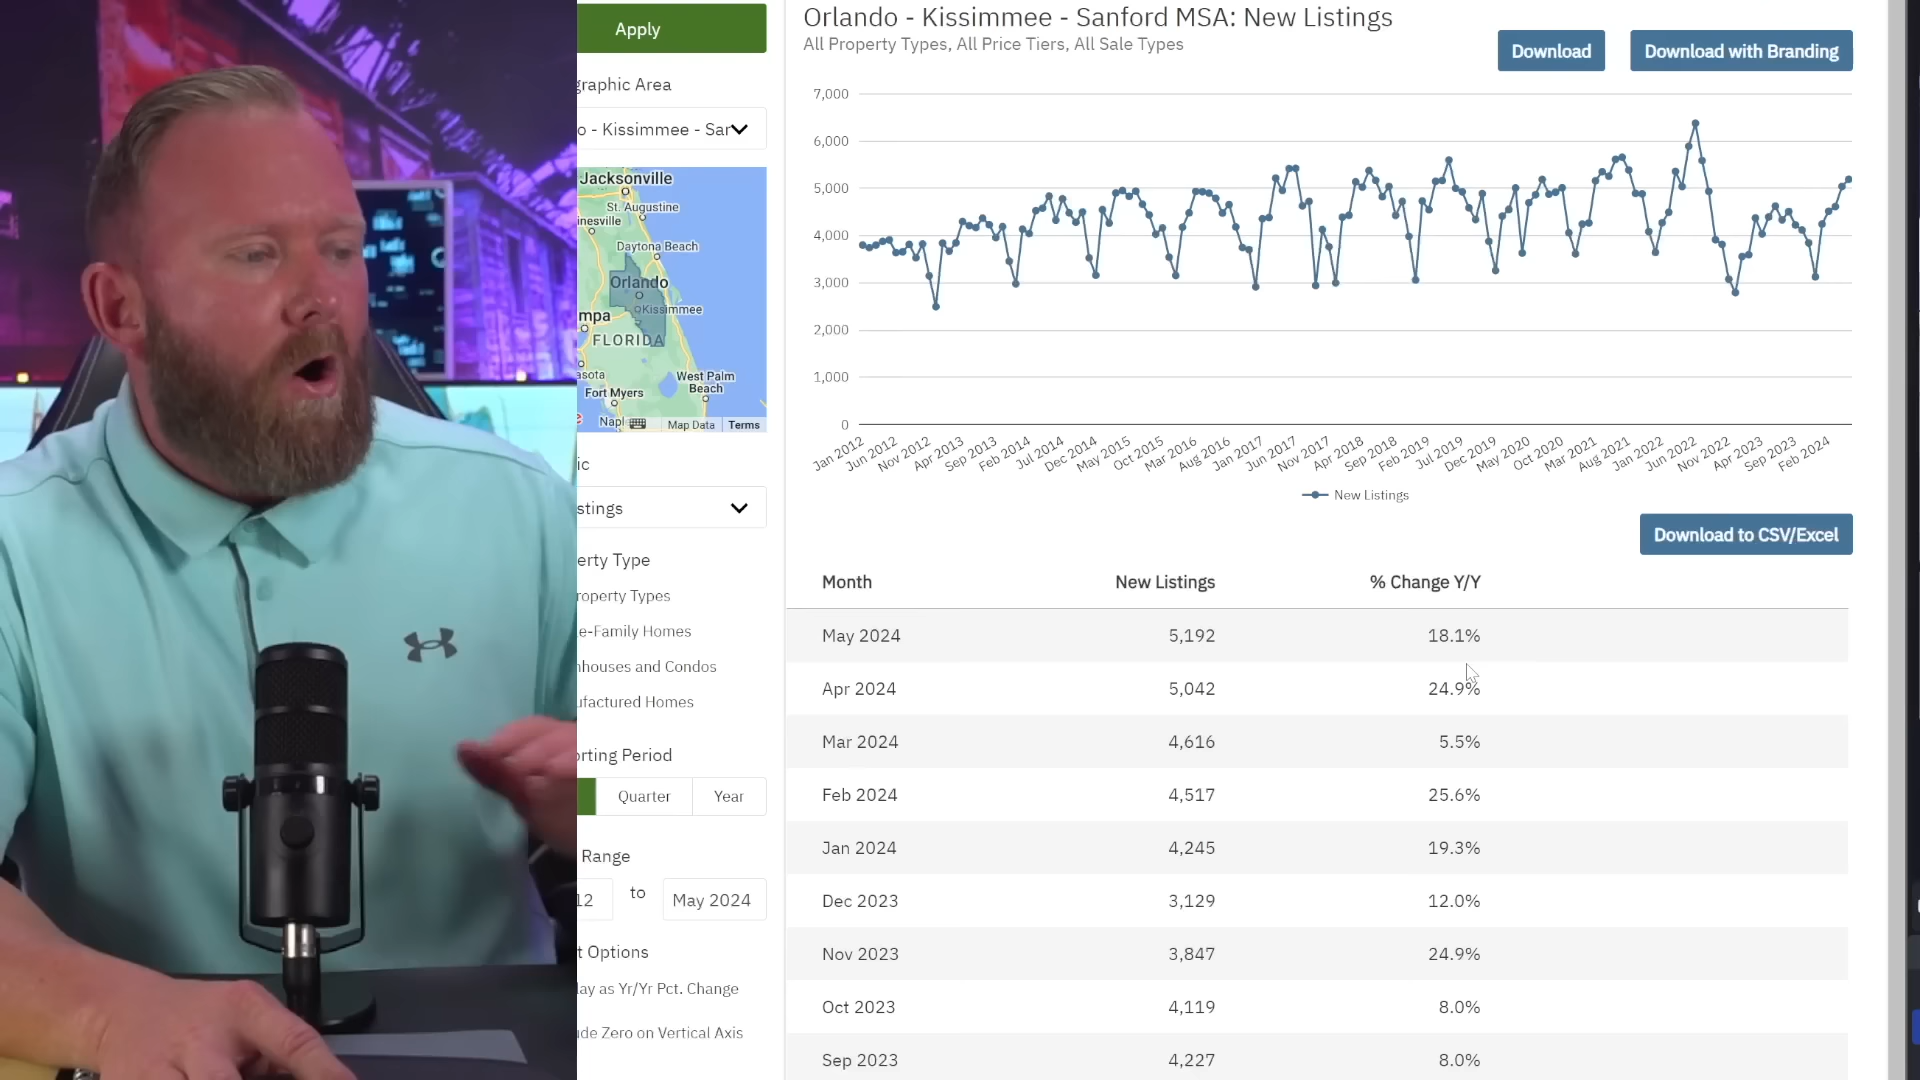 Apply
graphic Area
o - Kissimmee - Sar
Jacksonville
St. Augustine
inesville
Daytona Beach
Orlando
Kissimmee
mpa
FLORIDA
asota
West Palm
Beach
Fort Myers
Napl
Map Data
Terms
ic
stings
erty Type
roperty Types
e-Family Homes
nhouses and Condos
ufactured Homes
orting Period
Quarter
Year
Range
12
to
May 2024
t Options
lay as Yr/Yr Pct. Change
ude Zero on Vertical Axis
Orlando - Kissimmee - Sanford MSA: New Listings
All Property Types, All Price Tiers, All Sale Types
Download
Download with Branding
7,000
6,000
5,000
4,000
3,000
2,000
1,000
0
Jan 2012 Jun 2012 Nov 2012 Apr 2013 Sep 2013 Feb 2014 Jul 2014 Dec 2014 May 2015 Oct 2015 Mar 2016 Aug 2016 Jan 2017 Jun 2017 Nov 2017 Apr 2018 Sep 2018 Feb 2019 Jul 2019 Dec 2019 May 2020 Oct 2020 Mar 2021 Aug 2021 Jan 2022 Jun 2022 Nov 2022 Apr 2023 Sep 2023 Feb 2024
New Listings
Download to CSV/Excel
Month New Listings % Change Y/Y
May 2024 5,192 18.1%
Apr 2024 5,042 24.9%
Mar 2024 4,616 5.5%
Feb 2024 4,517 25.6%
Jan 2024 4,245 19.3%
Dec 2023 3,129 12.0%
Nov 2023 3,847 24.9%
Oct 2023 4,119 8.0%
Sep 2023 4,227 8.0%